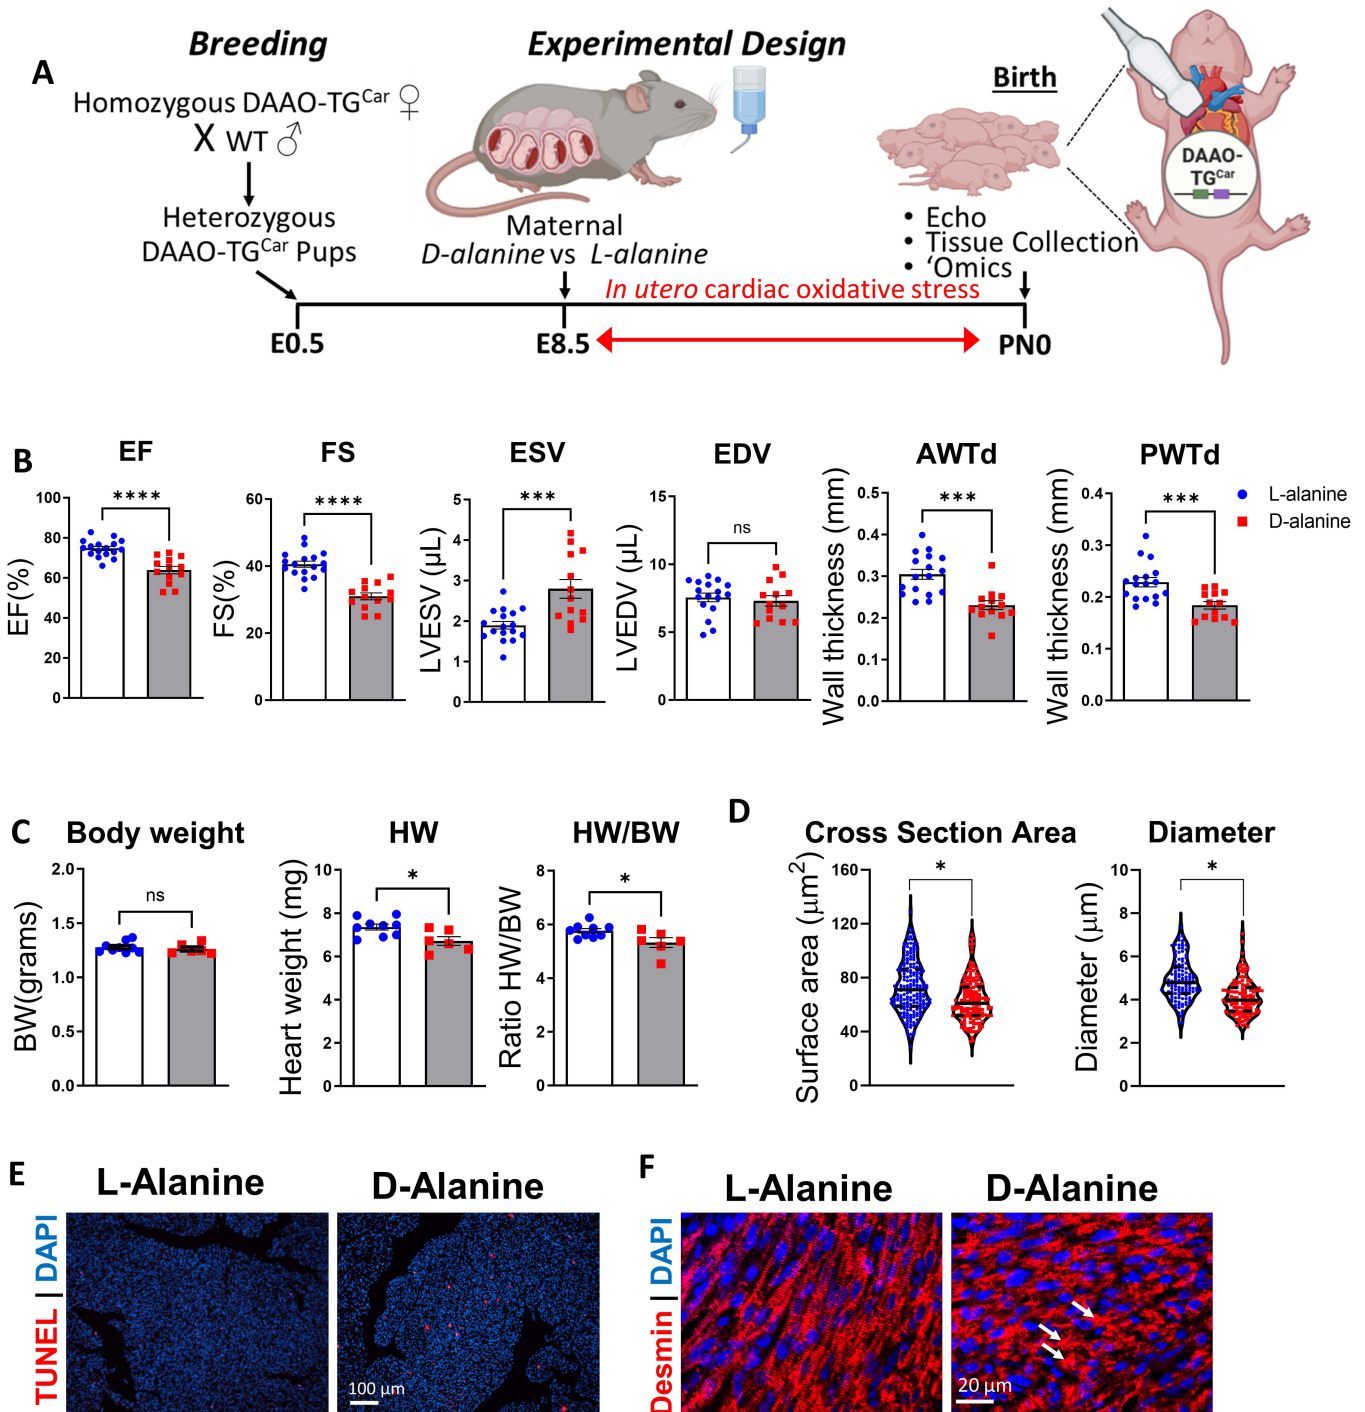 A
Breeding
Experimental Design
Homozygous DAAO-TGCar ♀
X WT ♂
Heterozygous
DAAO-TGCar Pups
Maternal
D-alanine vs L-alanine
Birth
• Echo
• Tissue Collection
• ‘Omics
DAAO-
TGCar
In utero cardiac oxidative stress
E0.5
E8.5
PN0
B
EF
EF(%)
100
80
60
40
20
0
****
FS
FS(%)
60
40
20
0
****
ESV
LVESV (µL)
5
4
3
2
1
0
***
EDV
LVEDV (µL)
15
10
5
0
ns
AWTd
Wall thickness (mm)
0.5
0.4
0.3
0.2
0.1
0.0
***
PWTd
Wall thickness (mm)
0.4
0.3
0.2
0.1
0.0
***
L-alanine
D-alanine
C
Body weight
BW(grams)
2.0
1.5
1.0
0.5
0.0
ns
HW
Heart weight (mg)
10
8
6
4
2
0
*
HW/BW
Ratio HW/BW
8
6
4
2
0
*
D
Cross Section Area
Surface area (µm2)
160
120
80
40
0
*
Diameter
Diameter (µm)
10
8
6
4
2
0
*
E
L-Alanine
D-Alanine
TUNEL | DAPI
100 µm
F
L-Alanine
D-Alanine
Desmin | DAPI
20 µm